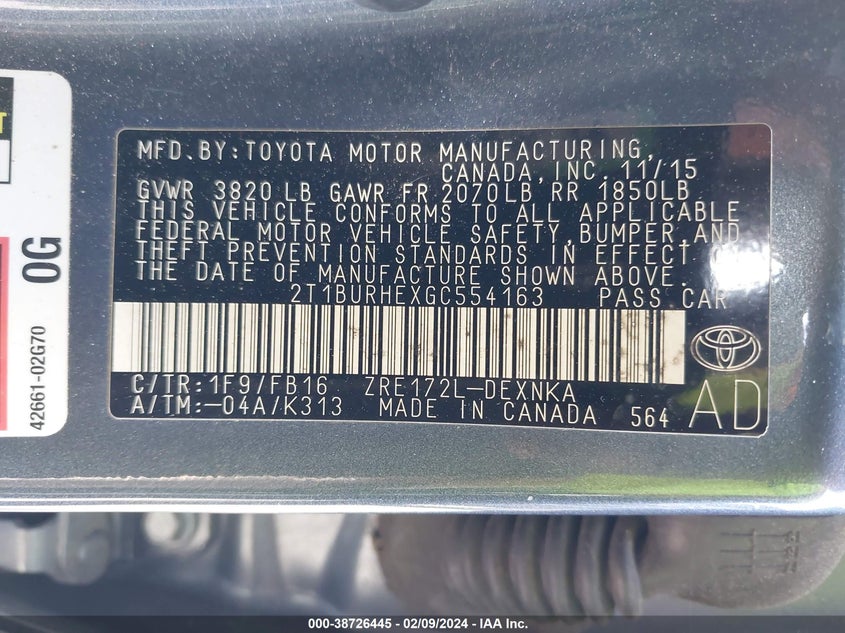 MFD.BY:TOYOTA MOTOR MANUFACTURING,
CANADA, INC. 11/15
GVWR 3820 LB GAWR FR 2070LB RR 1850LB
THIS VEHICLE CONFORMS TO ALL APPLICABLE
FEDERAL MOTOR VEHICLE SAFETY, BUMPER, AND
THEFT PREVENTION STANDARDS IN EFFECT ON
THE DATE OF MANUFACTURE SHOWN ABOVE.
2T1BURHEXGC554163 PASS CAR
C/TR: 1F9/FB16 ZRE172L-DEXNKA
A/TM:-04A/K313 MADE IN CANADA 564
AD
0G
42661-02G70
000-38726445 - 02/09/2024 - IAA Inc.